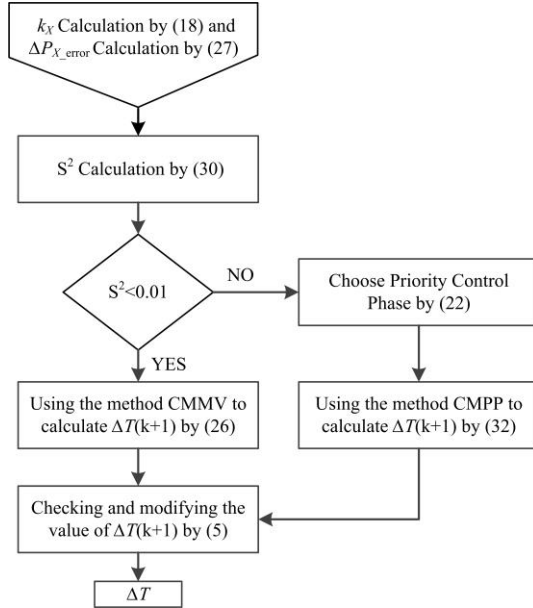 k_X Calculation by (18) and
ΔP_X_error Calculation by (27)
S² Calculation by (30)
S²<0.01
NO
Choose Priority Control
Phase by (22)
YES
Using the method CMMV to
calculate ΔT(k+1) by (26)
Using the method CMPP to
calculate ΔT(k+1) by (32)
Checking and modifying the
value of ΔT(k+1) by (5)
ΔT